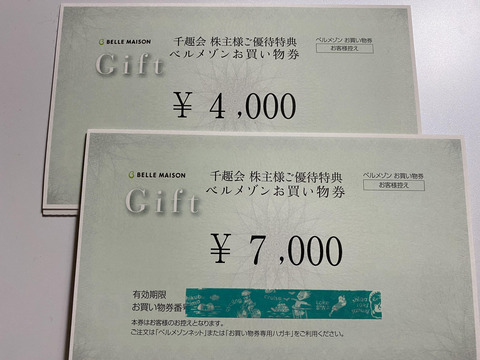 BELLE MAISON
Gift
千趣会 株主様ご優待特典
ベルメゾンお買い物券
ベルメゾン お買い物券
お客様控え
¥ 4,000
BELLE MAISON
Gift
千趣会 株主様ご優待特典
ベルメゾンお買い物券
ベルメゾン お買い物券
お客様控え
¥ 7,000
有効期限
お買い物券番号
本券はお客様のお控えとなります。
ご注文は「ベルメゾンネット」または「お買い物券専用ハガキ」をご利用ください。